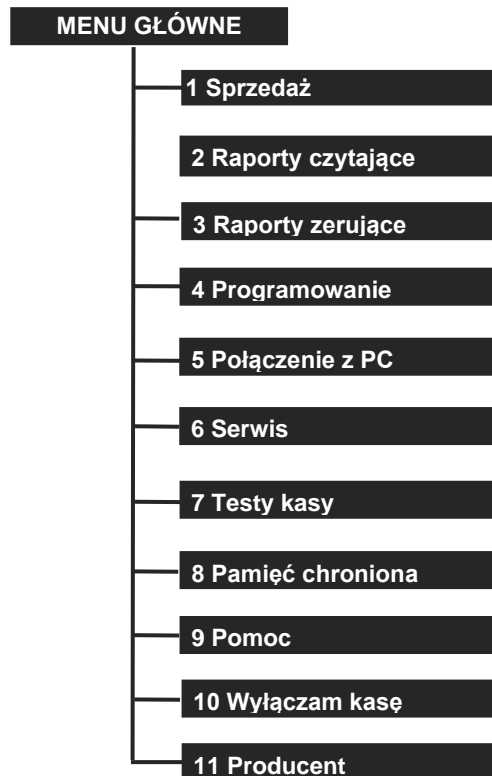 MENU GŁÓWNE
1 Sprzedaż
2 Raporty czytające
3 Raporty zerujące
4 Programowanie
5 Połączenie z PC
6 Serwis
7 Testy kasy
8 Pamięć chroniona
9 Pomoc
10 Wyłączam kasę
11 Producent